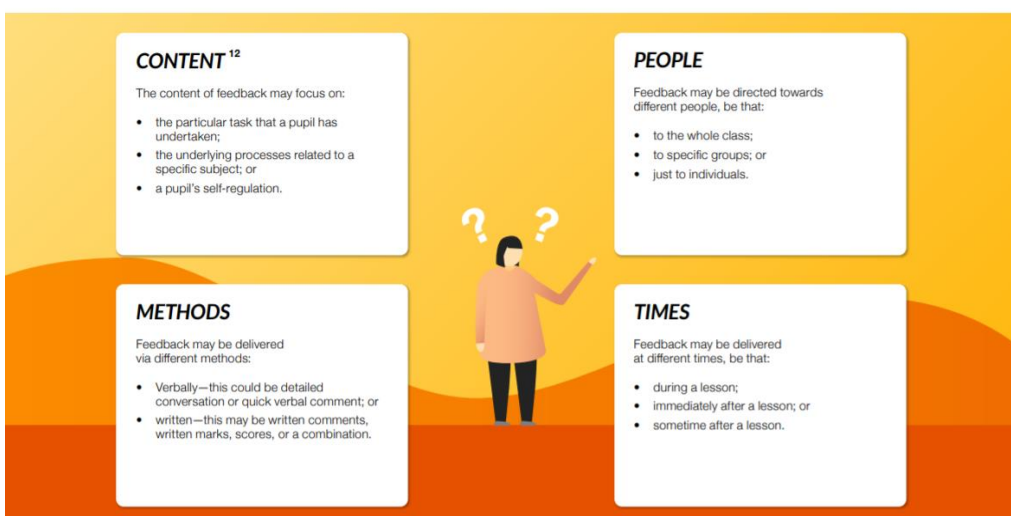 CONTENT 12
The content of feedback may focus on:
• the particular task that a pupil has
undertaken;
• the underlying processes related to a
specific subject; or
• a pupil’s self-regulation.
PEOPLE
Feedback may be directed towards
different people, be that:
• to the whole class;
• to specific groups; or
• just to individuals.
? ?
METHODS
Feedback may be delivered
via different methods:
• Verbally—this could be detailed
conversation or quick verbal comment; or
• written—this may be written comments,
written marks, scores, or a combination.
TIMES
Feedback may be delivered
at different times, be that:
• during a lesson;
• immediately after a lesson; or
• sometime after a lesson.